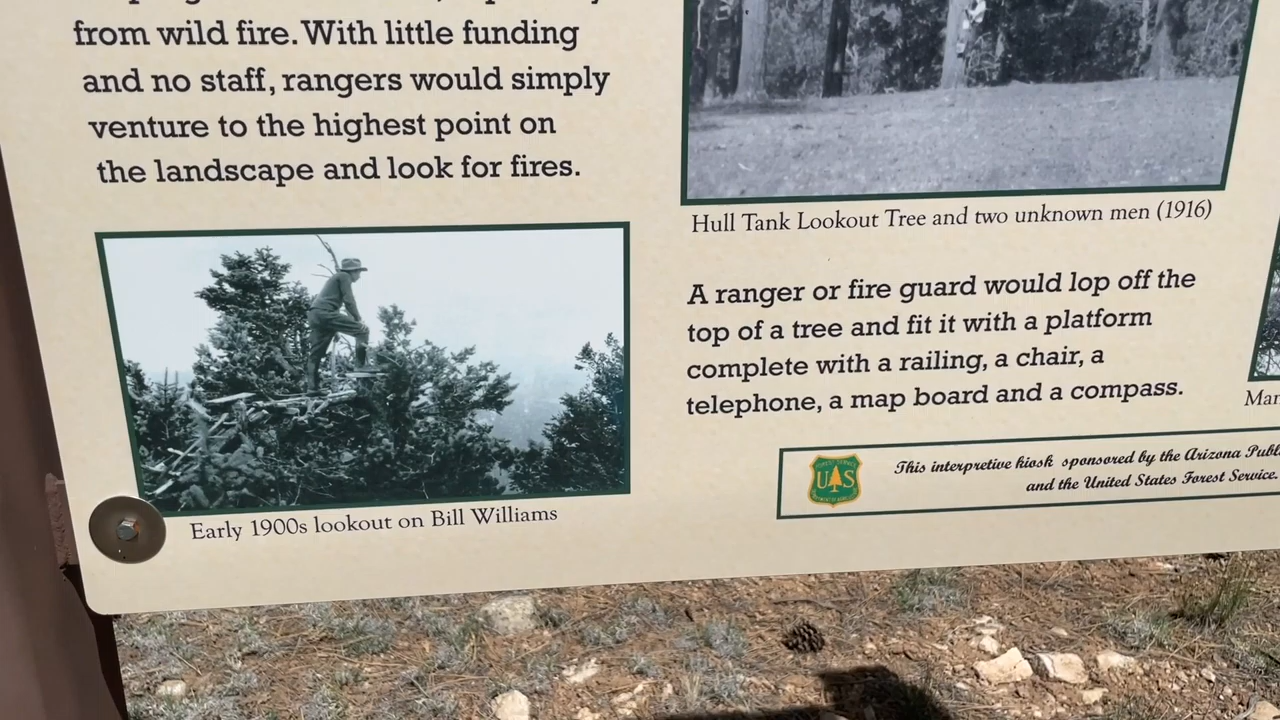 from wild fire. With little funding
and no staff, rangers would simply
venture to the highest point on
the landscape and look for fires.
Early 1900s lookout on Bill Williams
Hull Tank Lookout Tree and two unknown men (1916)
A ranger or fire guard would lop off the
top of a tree and fit it with a platform
complete with a railing, a chair, a
telephone, a map board and a compass.
FOREST SERVICE
U S
This interpretive kiosk sponsored by the Arizona
and the United States Forest Service.